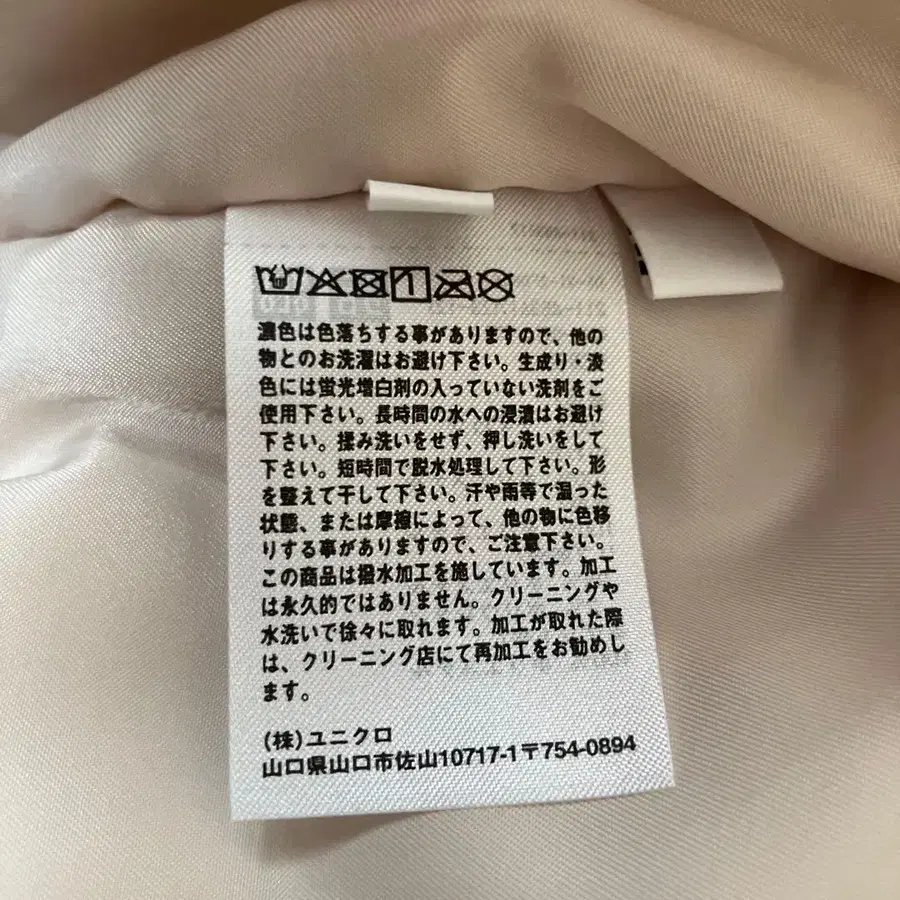 濃色は色落ちする事がありますので、他の
物とのお洗濯はお避け下さい。生成り・淡
色には蛍光増白剤の入っていない洗剤をご
使用下さい。長時間の水への浸漬はお避け
下さい。揉み洗いをせず、押し洗いをして
下さい。短時間で脱水処理して下さい。形
を整えて干して下さい。汗や雨等で湿った
状態、または摩擦によって、他の物に色移
りする事がありますので、ご注意下さい。
この商品は撥水加工を施しています。加工
は永久的ではありません。クリーニングや
水洗いで徐々に取れます。加工が取れた際
は、クリーニング店にて再加工をお勧めし
ます。
(株)ユニクロ
山口県山口市佐山10717-1〒754-0894